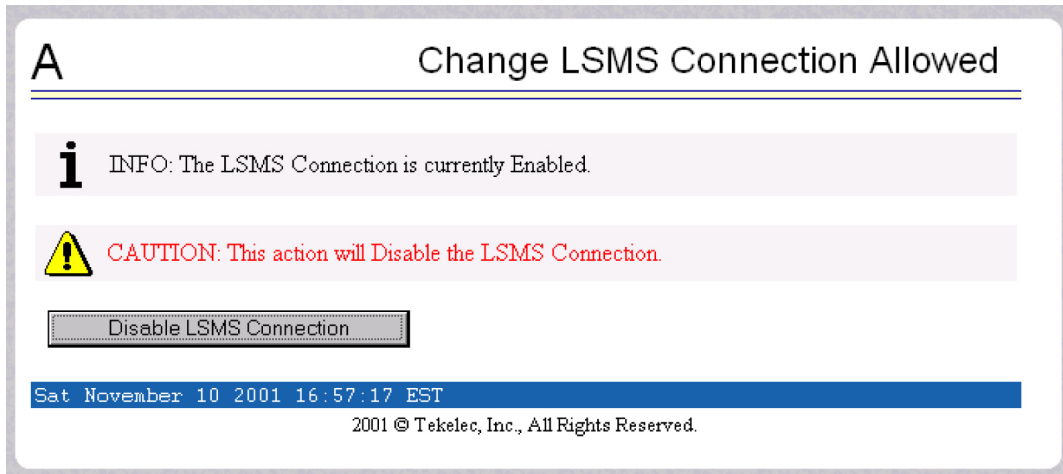 A
Change LSMS Connection Allowed
i
INFO: The LSMS Connection is currently Enabled.
CAUTION: This action will Disable the LSMS Connection.
Disable LSMS Connection
Sat November 10 2001 16:57:17 EST
2001 © Tekelec, Inc., All Rights Reserved.